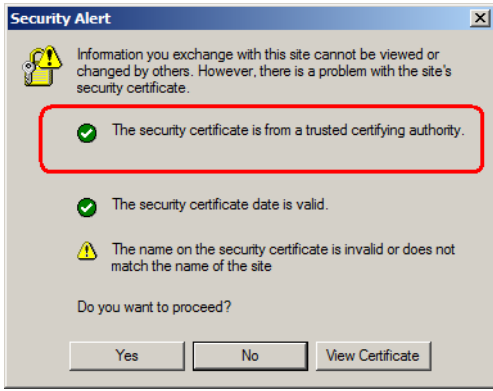 Security Alert
Information you exchange with this site cannot be viewed or
changed by others. However, there is a problem with the site's
security certificate.
The security certificate is from a trusted certifying authority.
The security certificate date is valid.
The name on the security certificate is invalid or does not
match the name of the site
Do you want to proceed?
Yes
No
View Certificate